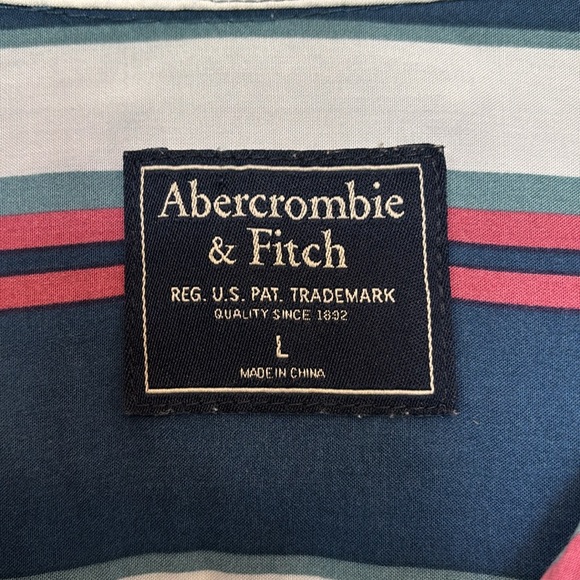 Abercrombie
& Fitch
REG. U.S. PAT. TRADEMARK
QUALITY SINCE 1892
L
MADE IN CHINA